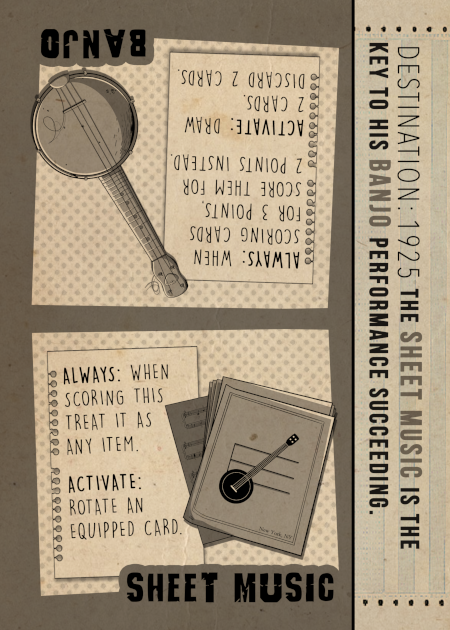 BANJO
ALWAYS: WHEN
SCORING CARDS
FOR 3 POINTS,
SCORE THEM FOR
2 POINTS INSTEAD.
ACTIVATE: DRAW
2 CARDS.
DISCARD 2 CARDS.
ALWAYS: WHEN
SCORING THIS
TREAT IT AS
ANY ITEM.
ACTIVATE:
ROTATE AN
EQUIPPED CARD.
New York, NY
SHEET MUSIC
DESTINATION: 1925 THE SHEET MUSIC IS THE
KEY TO HIS BANJO PERFORMANCE SUCCEEDING.